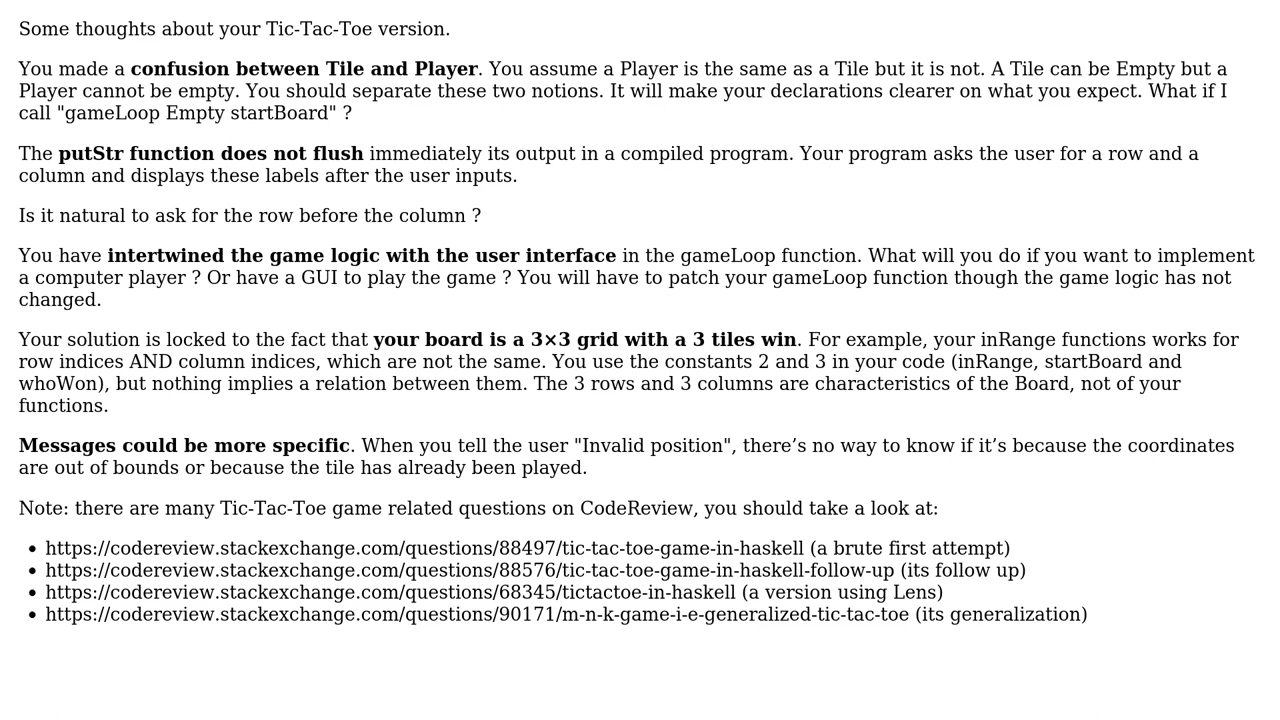 Some thoughts about your Tic-Tac-Toe version.
You made a confusion between Tile and Player. You assume a Player is the same as a Tile but it is not. A Tile can be Empty but a
Player cannot be empty. You should separate these two notions. It will make your declarations clearer on what you expect. What if I
call "gameLoop Empty startBoard" ?
The putStr function does not flush immediately its output in a compiled program. Your program asks the user for a row and a
column and displays these labels after the user inputs.
Is it natural to ask for the row before the column ?
You have intertwined the game logic with the user interface in the gameLoop function. What will you do if you want to implement
a computer player ? Or have a GUI to play the game ? You will have to patch your gameLoop function though the game logic has not
changed.
Your solution is locked to the fact that your board is a 3×3 grid with a 3 tiles win. For example, your inRange functions works for
row indices AND column indices, which are not the same. You use the constants 2 and 3 in your code (inRange, startBoard and
whoWon), but nothing implies a relation between them. The 3 rows and 3 columns are characteristics of the Board, not of your
functions.
Messages could be more specific. When you tell the user "Invalid position", there’s no way to know if it’s because the coordinates
are out of bounds or because the tile has already been played.
Note: there are many Tic-Tac-Toe game related questions on CodeReview, you should take a look at:
• https://codereview.stackexchange.com/questions/88497/tic-tac-toe-game-in-haskell (a brute first attempt)
• https://codereview.stackexchange.com/questions/88576/tic-tac-toe-game-in-haskell-follow-up (its follow up)
• https://codereview.stackexchange.com/questions/68345/tictactoe-in-haskell (a version using Lens)
• https://codereview.stackexchange.com/questions/90171/m-n-k-game-i-e-generalized-tic-tac-toe (its generalization)